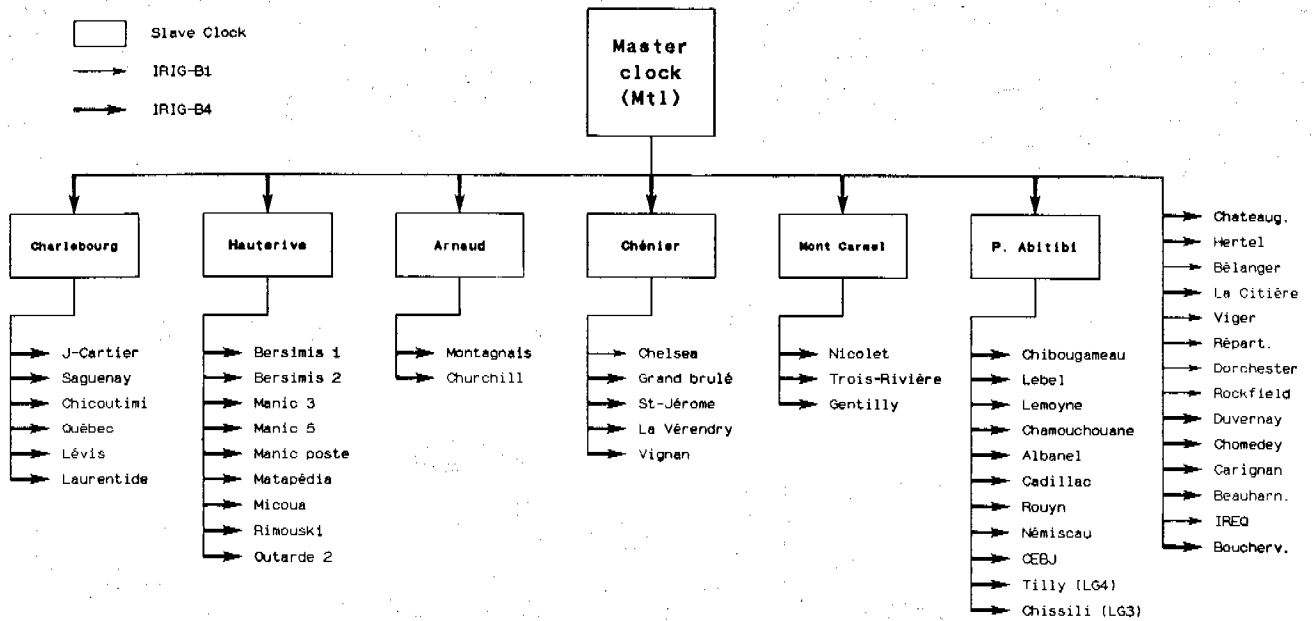 Slave Clock
IRIG-B1
IRIG-B4
Master
clock
(Mtl)
Charlebourg
Hauterive
Arnaud
Chénier
Mont Carmel
P. Abitibi
J-Cartier
Saguenay
Chicoutimi
Québec
Lévis
Laurentide
Bersimis 1
Bersimis 2
Manic 3
Manic 5
Manic poste
Matapédia
Micoua
Rimouski
Outarde 2
Montagnais
Churchill
Chelsea
Grand brulé
St-Jérome
La Vérendry
Vignan
Nicolet
Trois-Rivière
Gentilly
Chibougameau
Lebel
Lemoyne
Chamouchouane
Albanel
Cadillac
Rouyn
Némiscau
CEBJ
Tilly (LG4)
Chissili (LG3)
Chateaug.
Hertel
Bélanger
La Citière
Viger
Répart.
Dorchester
Rockfield
Duvernay
Chomedey
Carignan
Beauharn.
IREQ
Boucherv.